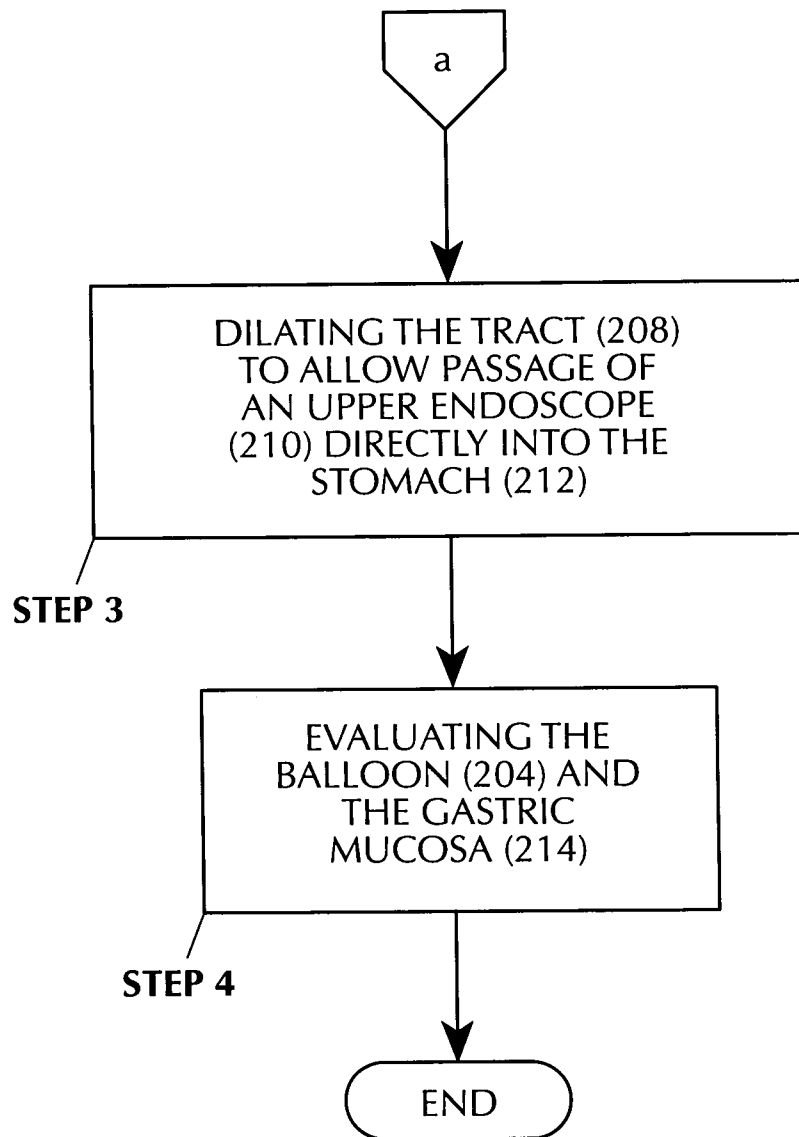 a
DILATING THE TRACT (208)
TO ALLOW PASSAGE OF
AN UPPER ENDOSCOPE
(210) DIRECTLY INTO THE
STOMACH (212)
STEP 3
EVALUATING THE
BALLOON (204) AND
THE GASTRIC
MUCOSA (214)
STEP 4
END